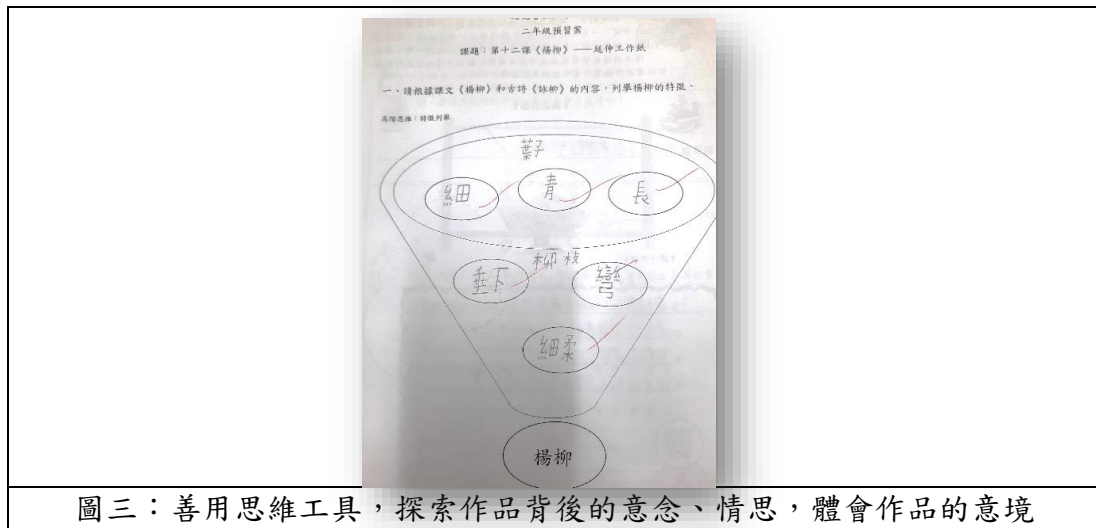 二年級預習案
課題：第十二課《楊柳》——延伸工作紙
一、請根據課文《楊柳》和古詩《詠柳》的內容，列舉楊柳的特徵。
高階思維：特徵列舉
葉子
細 青 長
柳枝
垂下 彎
細柔
楊柳
圖三：善用思維工具，探索作品背後的意念、情思，體會作品的意境